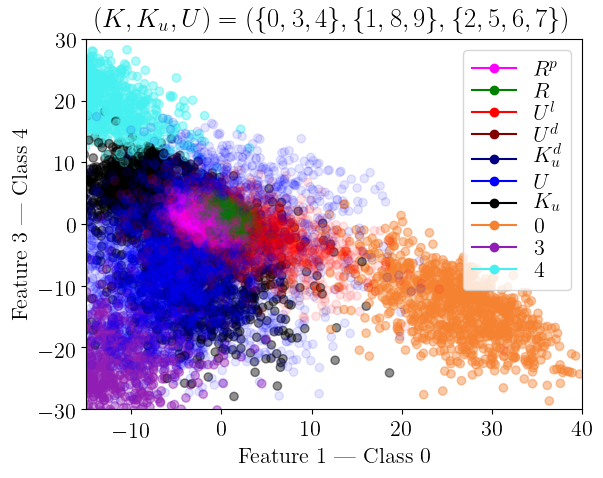 (K, K_u, U) = ({0, 3, 4}, {1, 8, 9}, {2, 5, 6, 7})
30
20
10
0
−10
−20
−30
Feature 3 — Class 4
R^p
R
U^l
U^d
K_u^d
U
K_u
0
3
4
−10 0 10 20 30 40
Feature 1 — Class 0